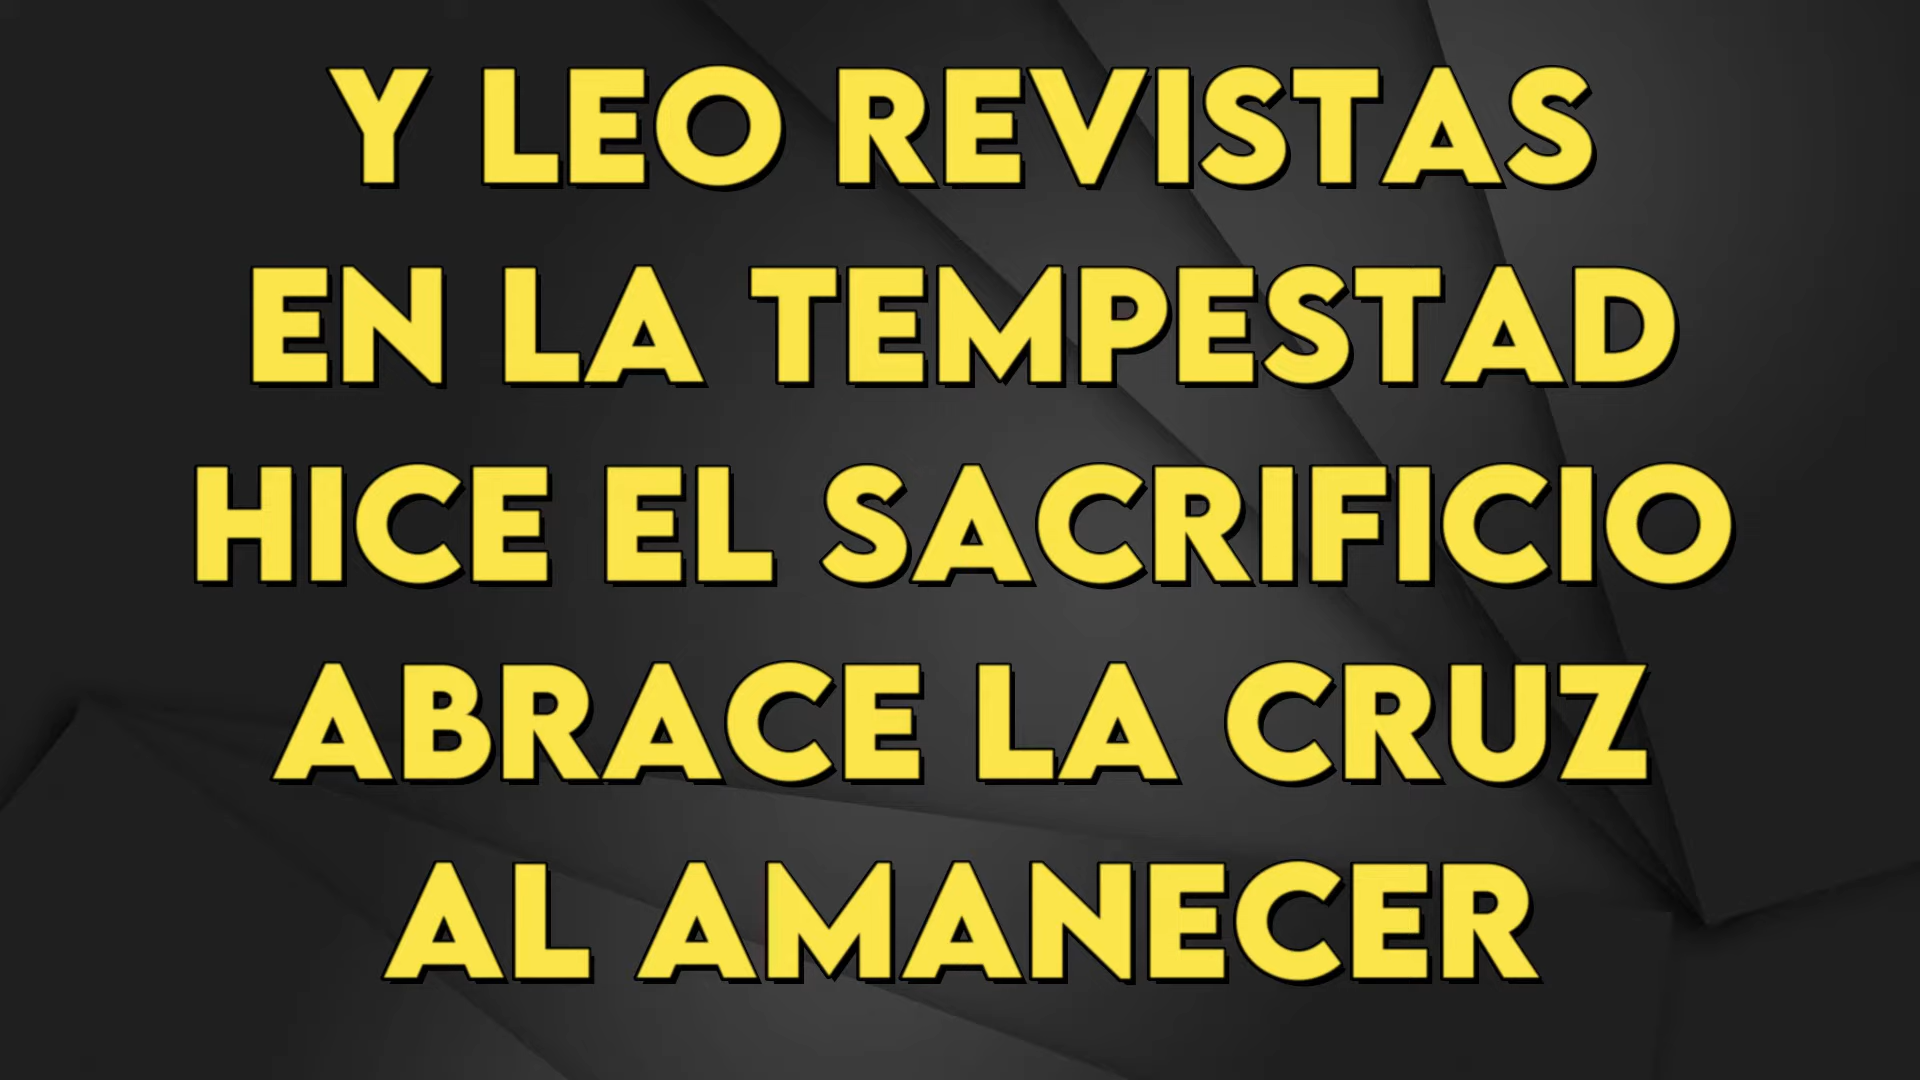 Y LEO REVISTAS
EN LA TEMPESTAD
HICE EL SACRIFICIO
ABRACE LA CRUZ
AL AMANECER